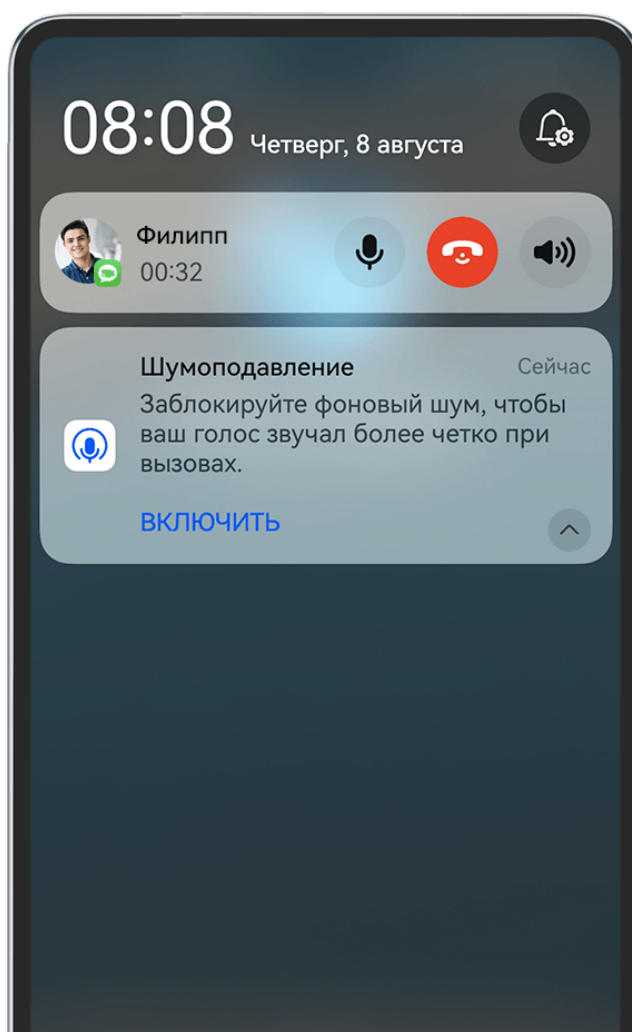 08:08 Четверг, 8 августа
Филипп
00:32
Шумоподавление Сейчас
Заблокируйте фоновый шум, чтобы
ваш голос звучал более четко при
вызовах.
ВКЛЮЧИТЬ